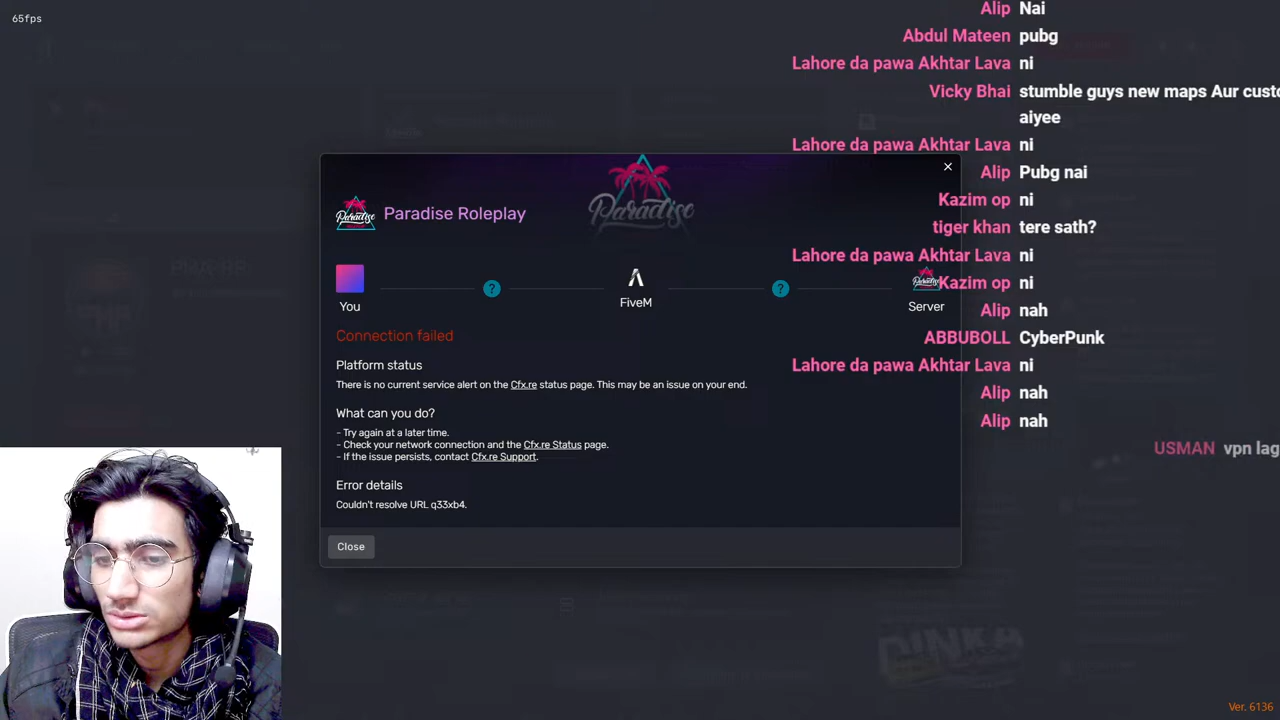 65fps
Alip Nai
Abdul Mateen pubg
Lahore da pawa Akhtar Lava ni
Vicky Bhai stumble guys new maps Aur custo
aiyee
Lahore da pawa Akhtar Lava ni
Alip Pubg nai
Kazim op ni
tiger khan tere sath?
Lahore da pawa Akhtar Lava ni
Kazim op ni
Alip nah
ABBUBOLL CyberPunk
Lahore da pawa Akhtar Lava ni
Alip nah
Alip nah
USMAN vpn lag
Paradise
Paradise
Paradise Roleplay
You
FiveM
Server
Connection failed
Platform status
There is no current service alert on the Cfx.re status page. This may be an issue on your end.
What can you do?
- Try again at a later time.
- Check your network connection and the Cfx.re Status page.
- If the issue persists, contact Cfx.re Support.
Error details
Couldn't resolve URL q33xb4.
Close
Ver. 6136